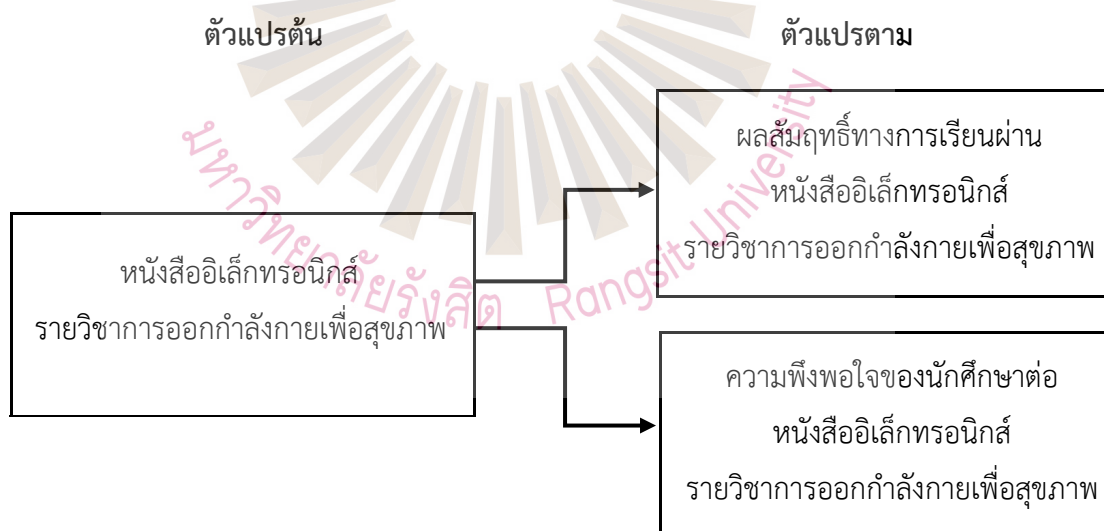 ตัวแปรต้น
ตัวแปรตาม
หนังสืออิเล็กทรอนิกส์
รายวิชาการออกกำลังกายเพื่อสุขภาพ
ผลสัมฤทธิ์ทางการเรียนผ่าน
หนังสืออิเล็กทรอนิกส์
รายวิชาการออกกำลังกายเพื่อสุขภาพ
ความพึงพอใจของนักศึกษาต่อ
หนังสืออิเล็กทรอนิกส์
รายวิชาการออกกำลังกายเพื่อสุขภาพ
มหาวิทยาลัยรังสิต Rangsit University